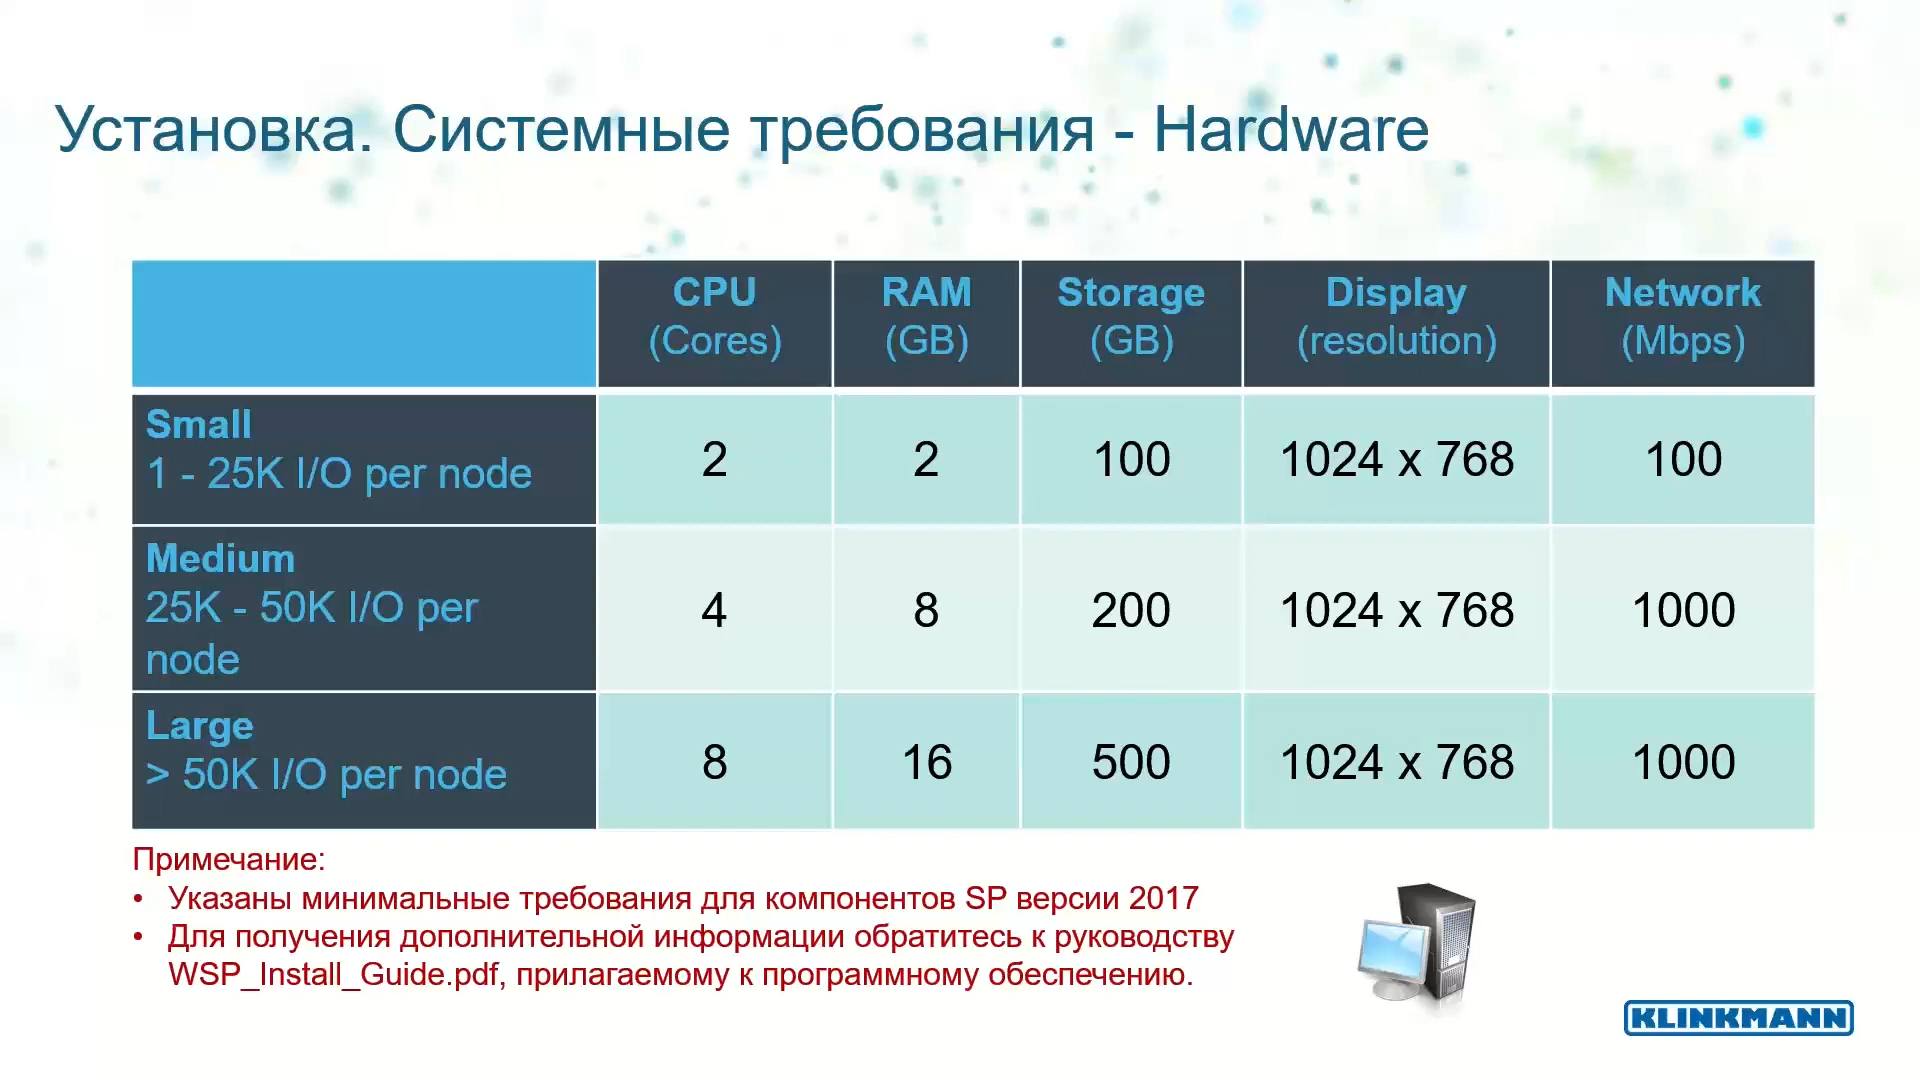 Установка. Системные требования - Hardware
CPU
(Cores)
RAM
(GB)
Storage
(GB)
Display
(resolution)
Network
(Mbps)
Small
1 - 25K I/O per node
2
2
100
1024 x 768
100
Medium
25K - 50K I/O per
node
4
8
200
1024 x 768
1000
Large
> 50K I/O per node
8
16
500
1024 x 768
1000
Примечание:
• Указаны минимальные требования для компонентов SP версии 2017
• Для получения дополнительной информации обратитесь к руководству
WSP_Install_Guide.pdf, прилагаемому к программному обеспечению.
KLINKMANN